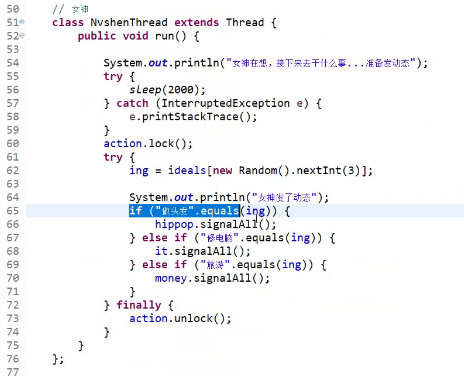 50 // 女神
51 class NvshenThread extends Thread {
52 public void run() {
53
54 System.out.println("女神在想，接下来去干什么事...准备发动态");
55 try {
56 sleep(2000);
57 } catch (InterruptedException e) {
58 e.printStackTrace();
59 }
60 action.lock();
61 try {
62 ing = ideals[new Random().nextInt(3)];
63
64 System.out.println("女神发了动态");
65 if ("做头发".equals(ing)) {
66 hippop.signalAll();
67 } else if ("修电脑".equals(ing)) {
68 it.signalAll();
69 } else if ("旅游".equals(ing)) {
70 money.signalAll();
71 }
72 } finally {
73 action.unlock();
74 }
75 }
76 };
77